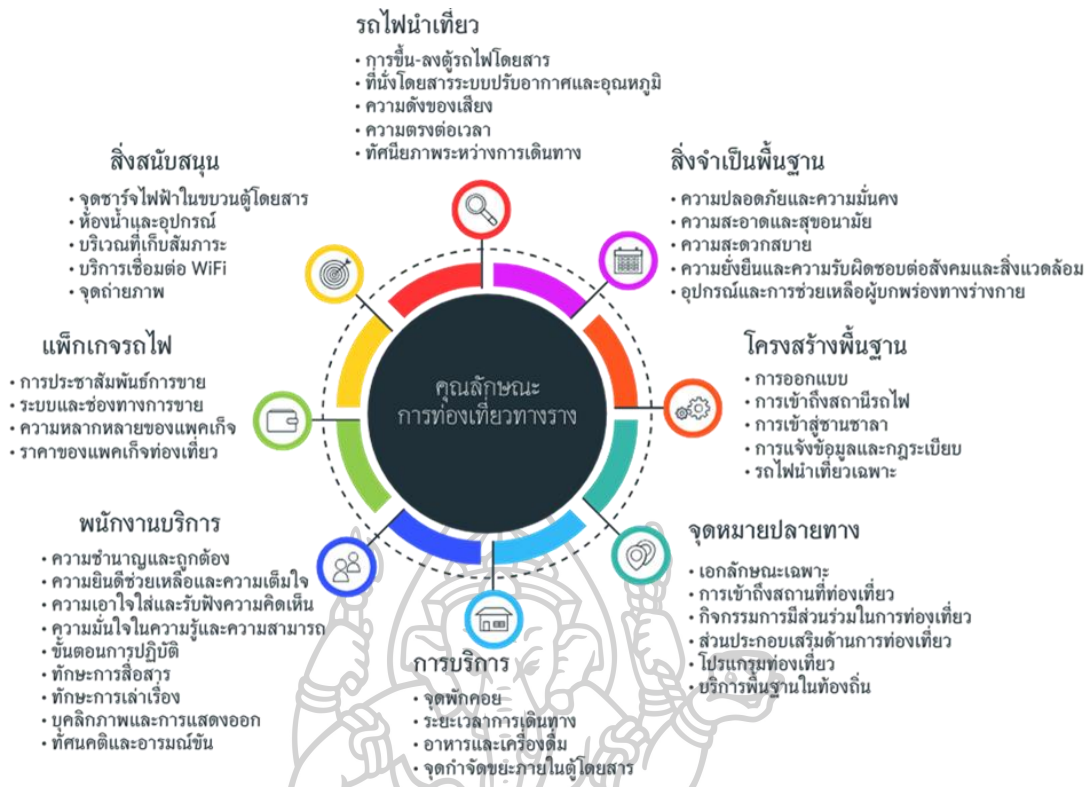 รถไฟนำเที่ยว
• การขึ้น-ลงตู้รถไฟโดยสาร
• ที่นั่งโดยสารระบบปรับอากาศและอุณหภูมิ
• ความดังของเสียง
• ความตรงต่อเวลา
• ทัศนียภาพระหว่างการเดินทาง
สิ่งจำเป็นพื้นฐาน
• ความปลอดภัยและความมั่นคง
• ความสะอาดและสุขอนามัย
• ความสะดวกสบาย
• ความยั่งยืนและความรับผิดชอบต่อสังคมและสิ่งแวดล้อม
• อุปกรณ์และการช่วยเหลือผู้บกพร่องทางร่างกาย
โครงสร้างพื้นฐาน
• การออกแบบ
• การเข้าถึงสถานีรถไฟ
• การเข้าสู่ชานชาลา
• การแจ้งข้อมูลและกฎระเบียบ
• รถไฟนำเที่ยวเฉพาะ
จุดหมายปลายทาง
• เอกลักษณะเฉพาะ
• การเข้าถึงสถานที่ท่องเที่ยว
• กิจกรรมการมีส่วนร่วมในการท่องเที่ยว
• ส่วนประกอบเสริมด้านการท่องเที่ยว
• โปรแกรมท่องเที่ยว
• บริการพื้นฐานในท้องถิ่น
การบริการ
• จุดพักคอย
• ระยะเวลาการเดินทาง
• อาหารและเครื่องดื่ม
• จุดกำจัดขยะภายในตู้โดยสาร
พนักงานบริการ
• ความชำนาญและถูกต้อง
• ความยินดีช่วยเหลือและความเต็มใจ
• ความเอาใจใส่และรับฟังความคิดเห็น
• ความมั่นใจในความรู้และความสามารถ
• ขั้นตอนการปฏิบัติ
• ทักษะการสื่อสาร
• ทักษะการเล่าเรื่อง
• บุคลิกภาพและการแสดงออก
• ทัศนคติและอารมณ์ขัน
แพ็กเกจรถไฟ
• การประชาสัมพันธ์การขาย
• ระบบและช่องทางการขาย
• ความหลากหลายของแพคเก็จ
• ราคาของแพคเก็จท่องเที่ยว
สิ่งสนับสนุน
• จุดชาร์จไฟฟ้าในขบวนตู้โดยสาร
• ห้องน้ำและอุปกรณ์
• บริเวณที่เก็บสัมภาระ
• บริการเชื่อมต่อ WiFi
• จุดถ่ายภาพ
คุณลักษณะ
การท่องเที่ยวทางราง